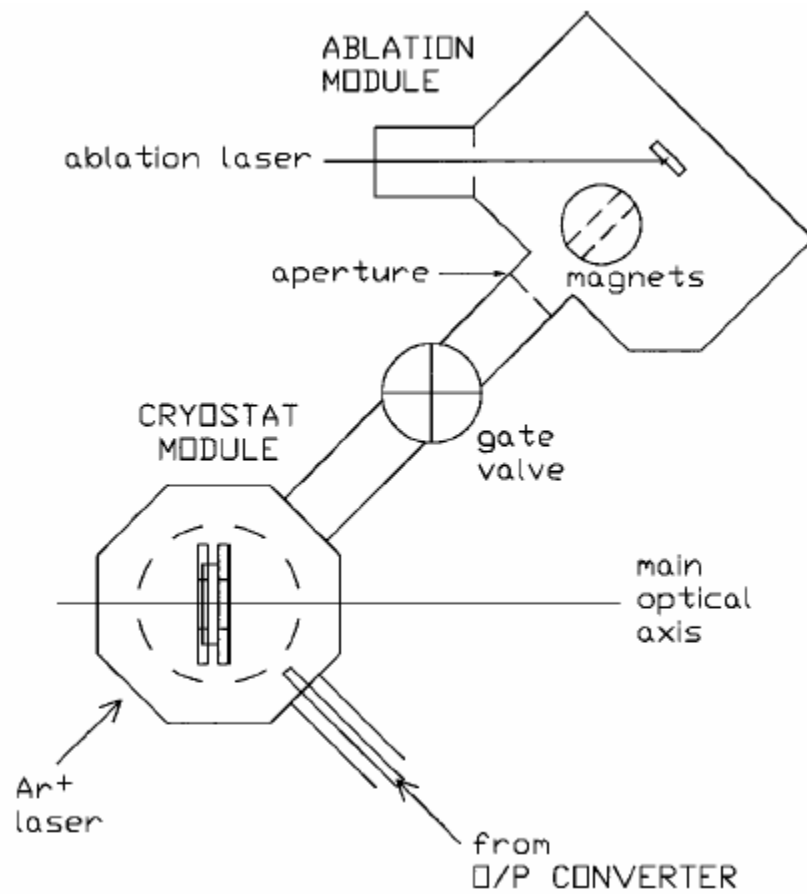 ABLATION
MODULE
ablation laser
aperture
magnets
CRYOSTAT
MODULE
gate
valve
main
optical
axis
Ar+
laser
from
O/P CONVERTER